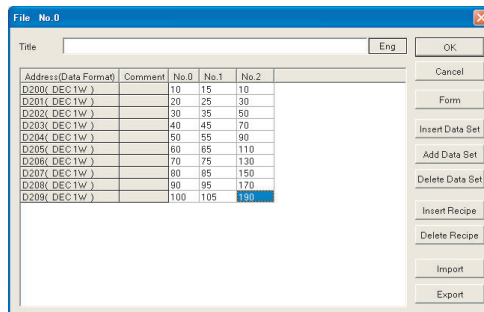 File No.0
Title Eng OK
Cancel
Form
Insert Data Set
Add Data Set
Delete Data Set
Insert Recipe
Delete Recipe
Import
Export
Address(Data Format) Comment No.0 No.1 No.2
D200( DEC1W ) 10 15 10
D201( DEC1W ) 20 25 30
D202( DEC1W ) 30 35 50
D203( DEC1W ) 40 45 70
D204( DEC1W ) 50 55 90
D205( DEC1W ) 60 65 110
D206( DEC1W ) 70 75 130
D207( DEC1W ) 80 85 150
D208( DEC1W ) 90 95 170
D209( DEC1W ) 100 105 190